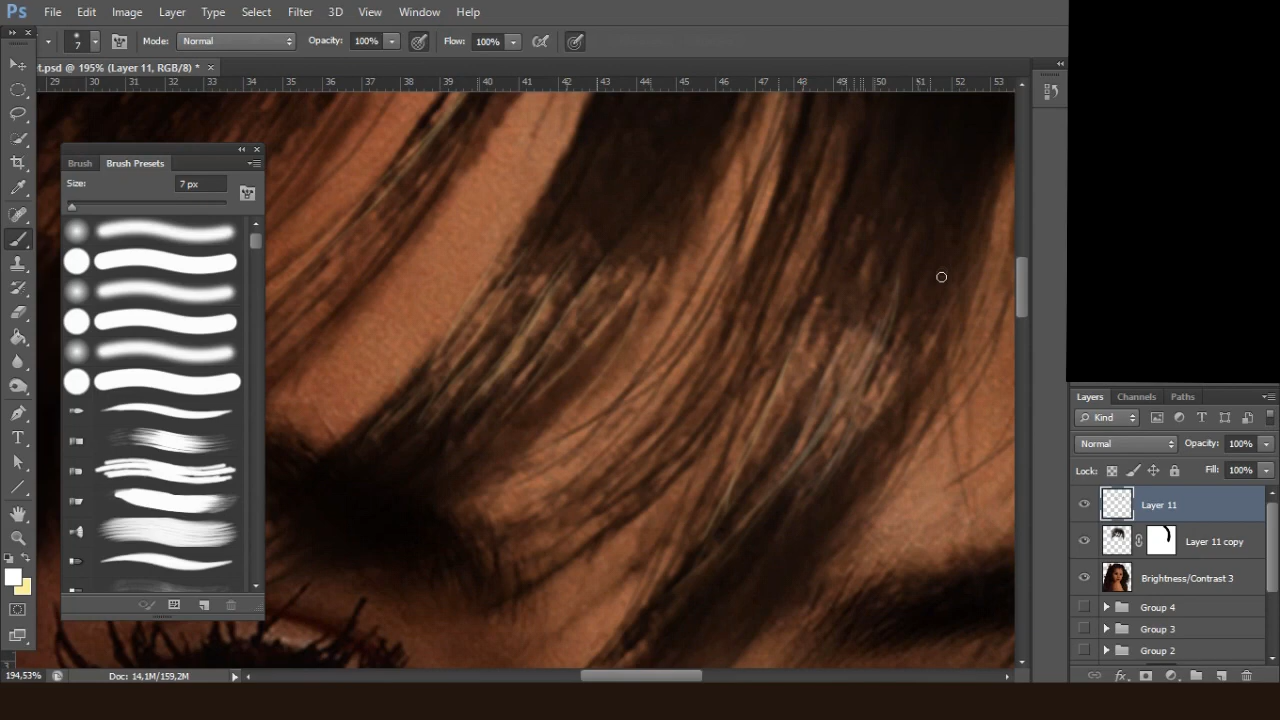 Ps File Edit Image Layer Type Select Filter 3D View Window Help
7 Mode: Normal Opacity: 100% Flow: 100%
t.psd @ 195% (Layer 11, RGB/8) * ×
29 30 31 32 33 34 35 36 37 38 39 40 41 42 43 44 45 46 47 48 49 50 51 52 53
Brush Brush Presets
Size: 7 px
Layers Channels Paths
Kind
Normal Opacity: 100%
Lock: Fill: 100%
Layer 11
Layer 11 copy
Brightness/Contrast 3
Group 4
Group 3
Group 2
194,53% Doc: 14,1M/159,2M